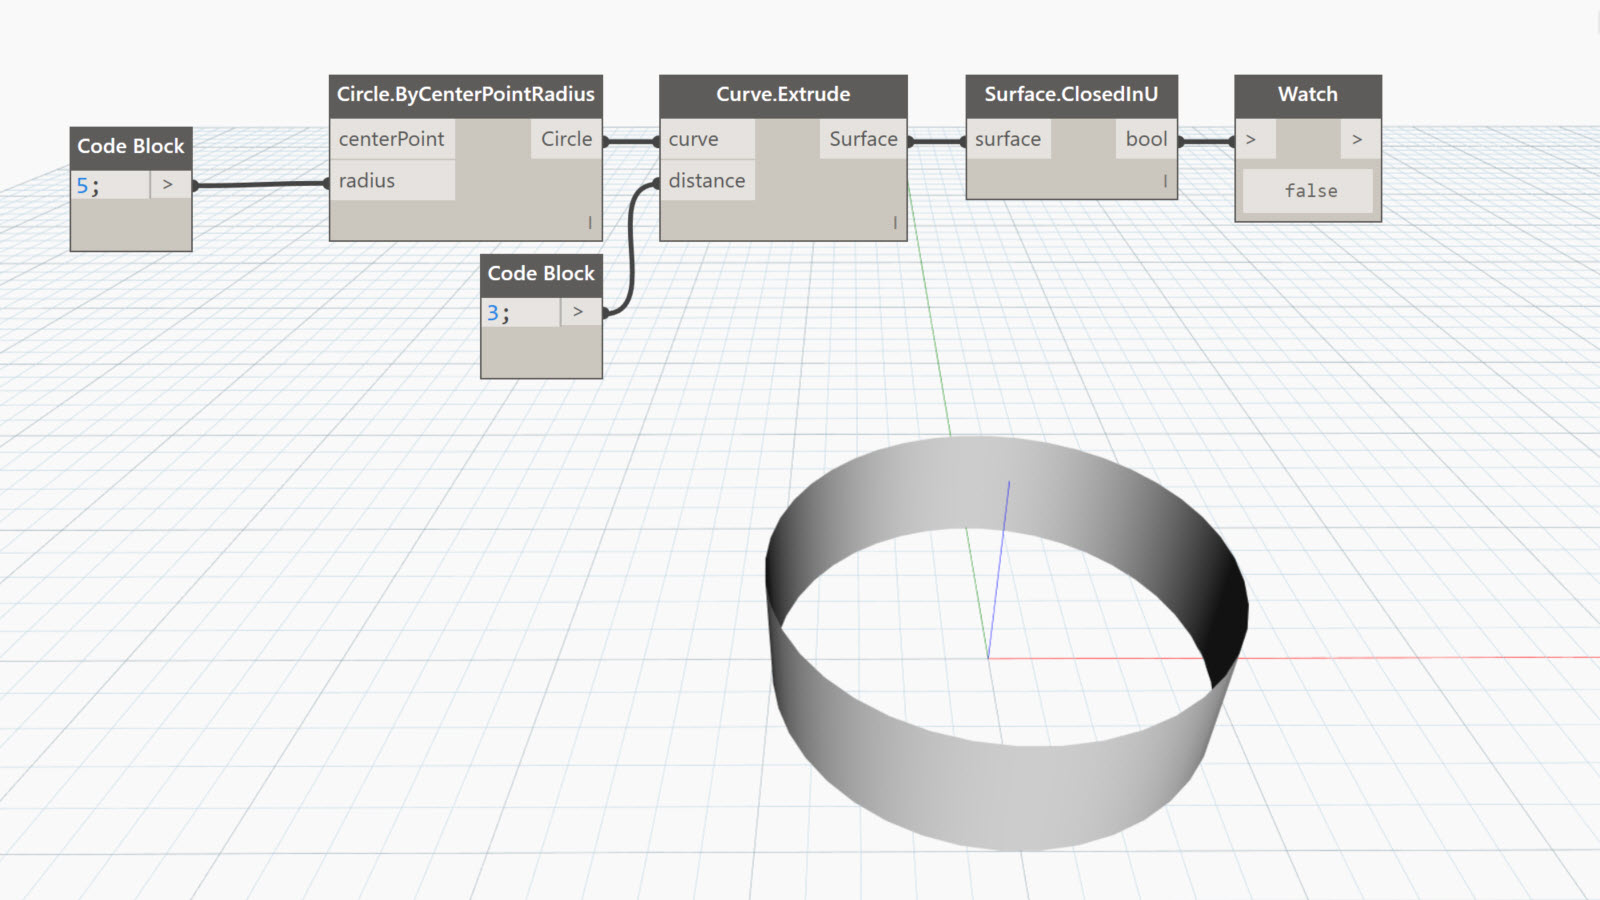 Code Block
5; >
Circle.ByCenterPointRadius
centerPoint Circle
radius
|
Code Block
3; >
Curve.Extrude
curve Surface
distance
|
Surface.ClosedInU
surface bool
|
Watch
> >
false